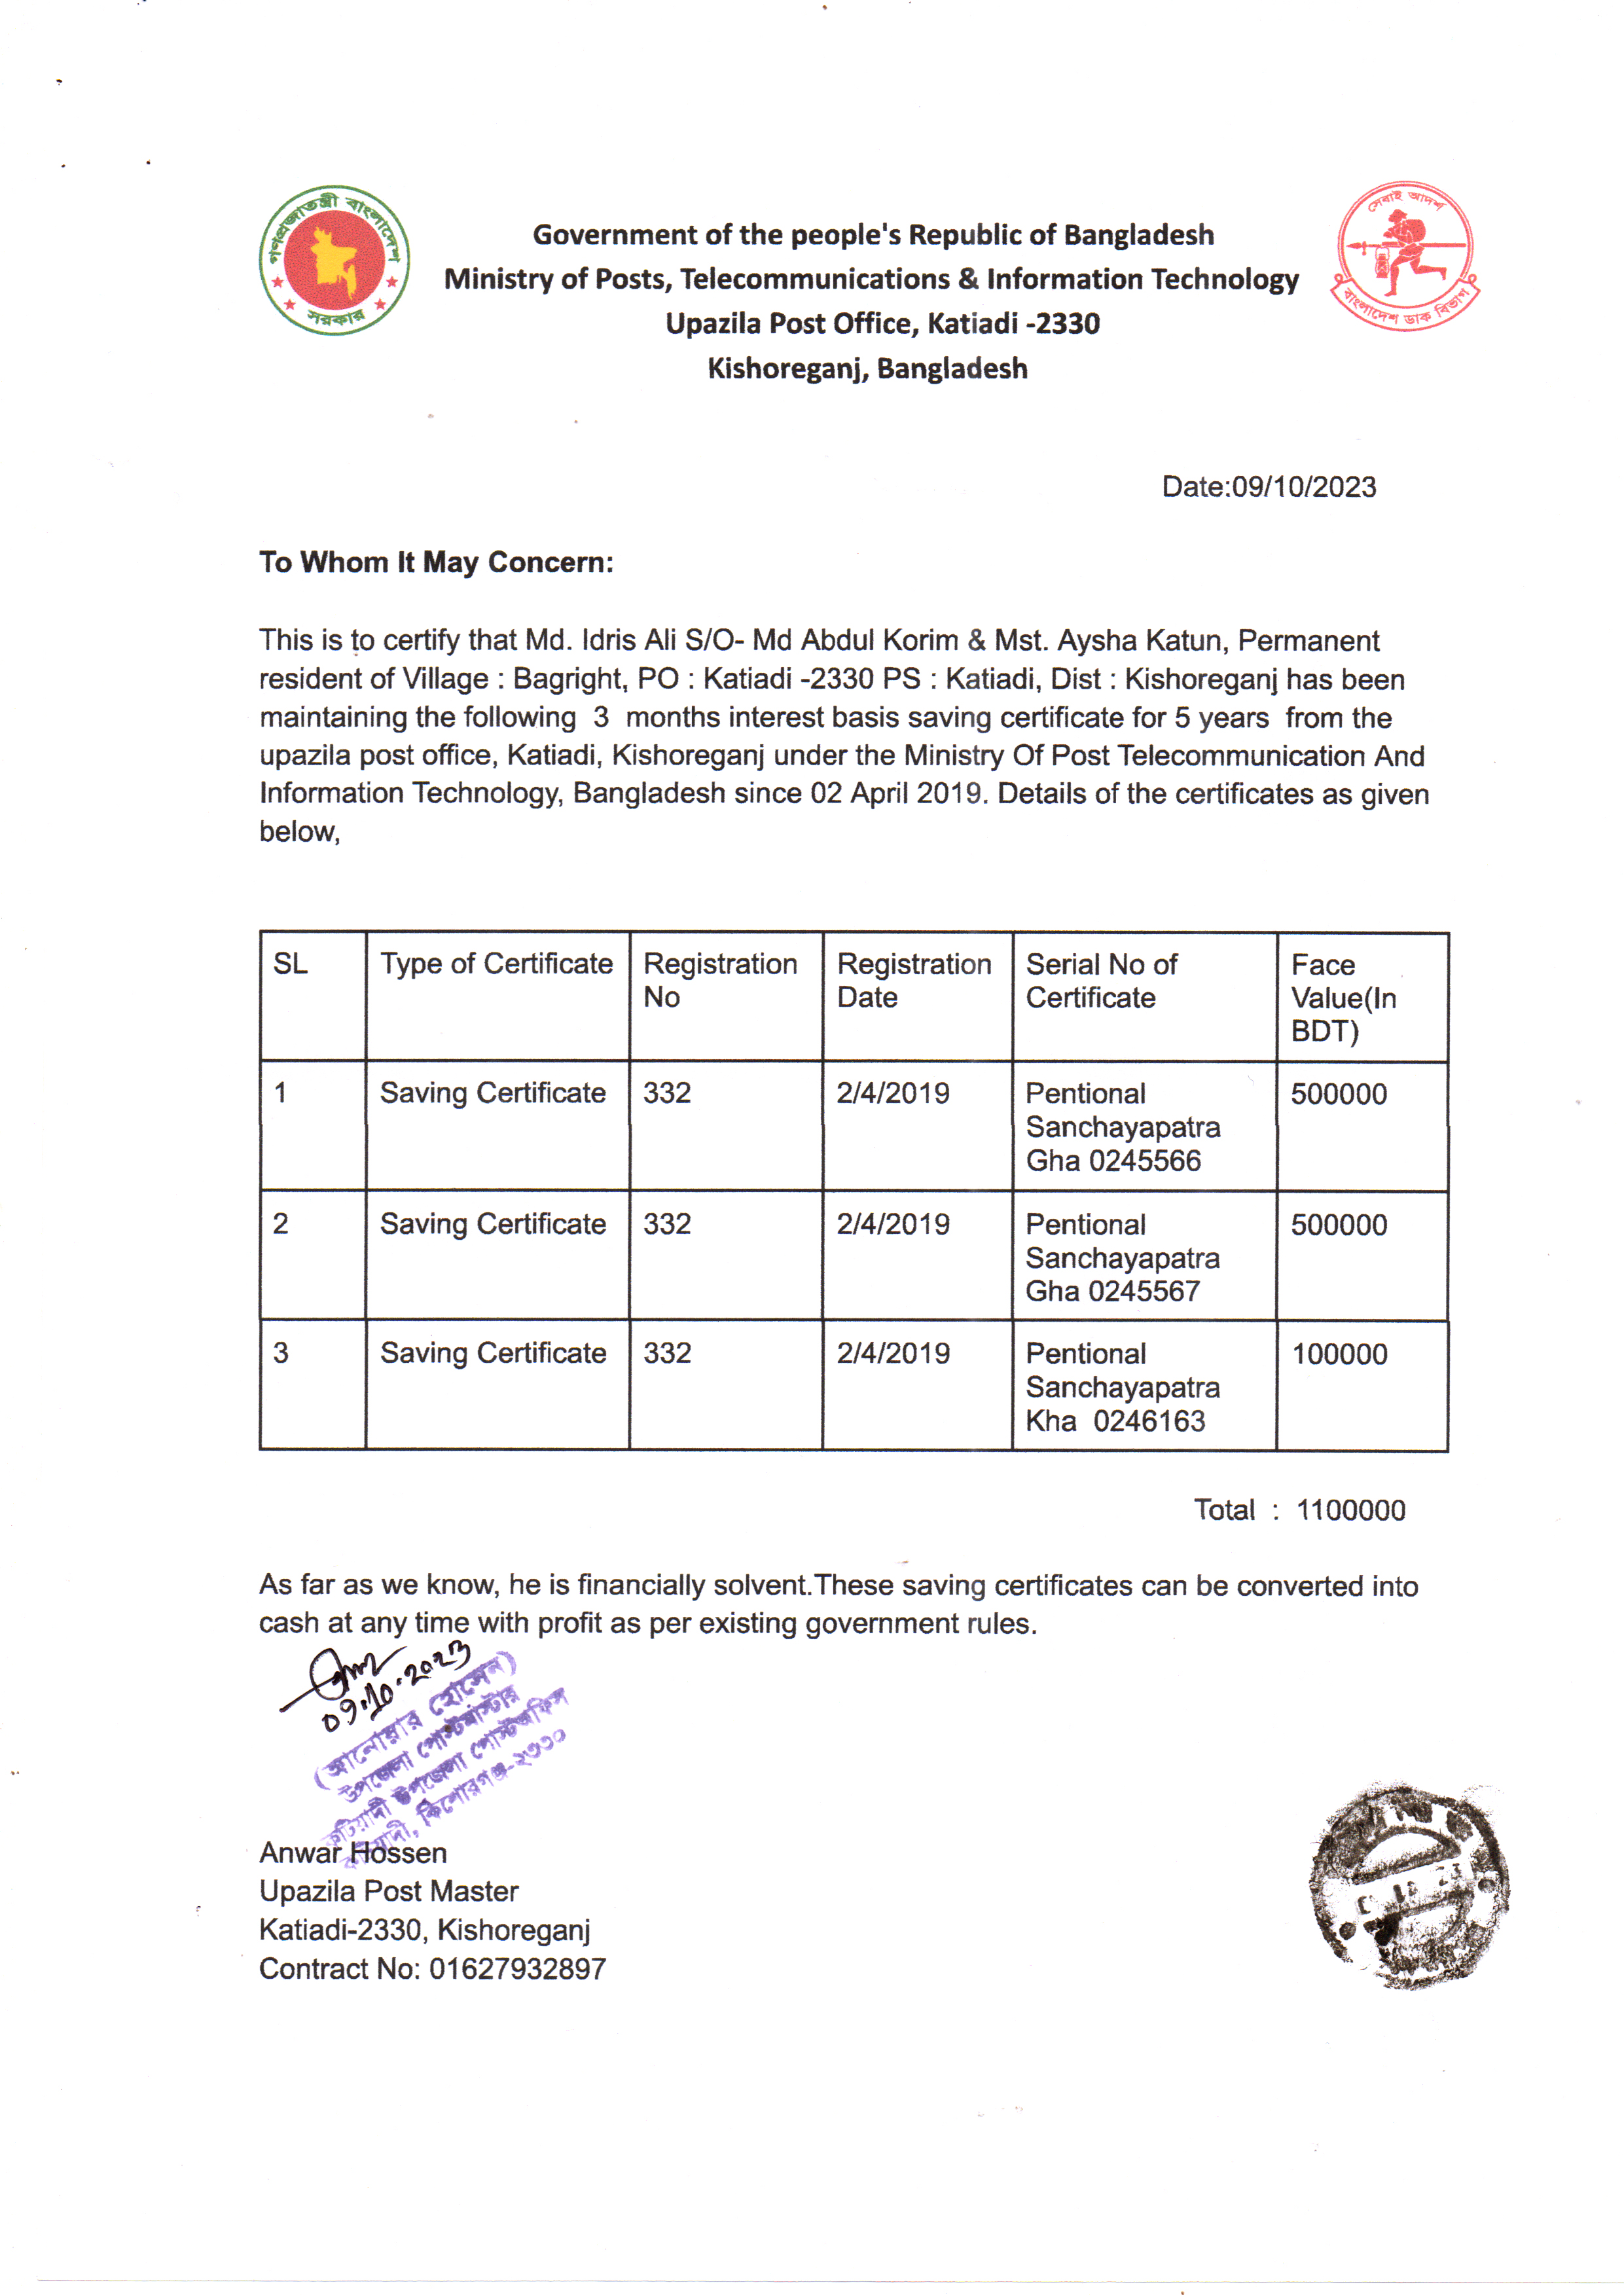 গণপ্রজাতন্ত্রী বাংলাদেশ
সরকার
Government of the people's Republic of Bangladesh
Ministry of Posts, Telecommunications & Information Technology
Upazila Post Office, Katiadi -2330
Kishoreganj, Bangladesh
সেবাই আদর্শ
বাংলাদেশ ডাক বিভাগ
Date:09/10/2023
To Whom It May Concern:
This is to certify that Md. Idris Ali S/O- Md Abdul Korim & Mst. Aysha Katun, Permanent
resident of Village : Bagright, PO : Katiadi -2330 PS : Katiadi, Dist : Kishoreganj has been
maintaining the following 3 months interest basis saving certificate for 5 years from the
upazila post office, Katiadi, Kishoreganj under the Ministry Of Post Telecommunication And
Information Technology, Bangladesh since 02 April 2019. Details of the certificates as given
below,
SL Type of Certificate Registration No Registration Date Serial No of Certificate Face Value(In BDT)
1 Saving Certificate 332 2/4/2019 Pentional Sanchayapatra Gha 0245566 500000
2 Saving Certificate 332 2/4/2019 Pentional Sanchayapatra Gha 0245567 500000
3 Saving Certificate 332 2/4/2019 Pentional Sanchayapatra Kha 0246163 100000
Total : 1100000
As far as we know, he is financially solvent.These saving certificates can be converted into
cash at any time with profit as per existing government rules.
09.10.2023
(আনোয়ার হোসেন)
উপজেলা পোস্টমাস্টার
কটিয়াদী উপজেলা পোস্টঅফিস
কটিয়াদী, কিশোরগঞ্জ-২৩৩০
Anwar Hossen
Upazila Post Master
Katiadi-2330, Kishoreganj
Contract No: 01627932897